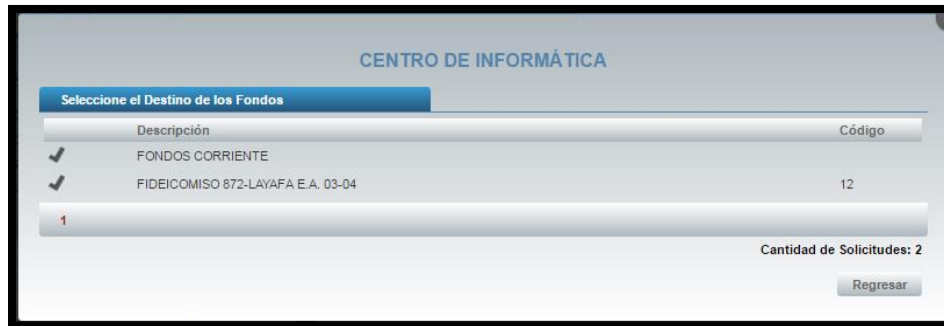 CENTRO DE INFORMÁTICA
Seleccione el Destino de los Fondos
Descripción Código
FONDOS CORRIENTE
FIDEICOMISO 872-LAYAFA E.A. 03-04 12
1
Cantidad de Solicitudes: 2
Regresar